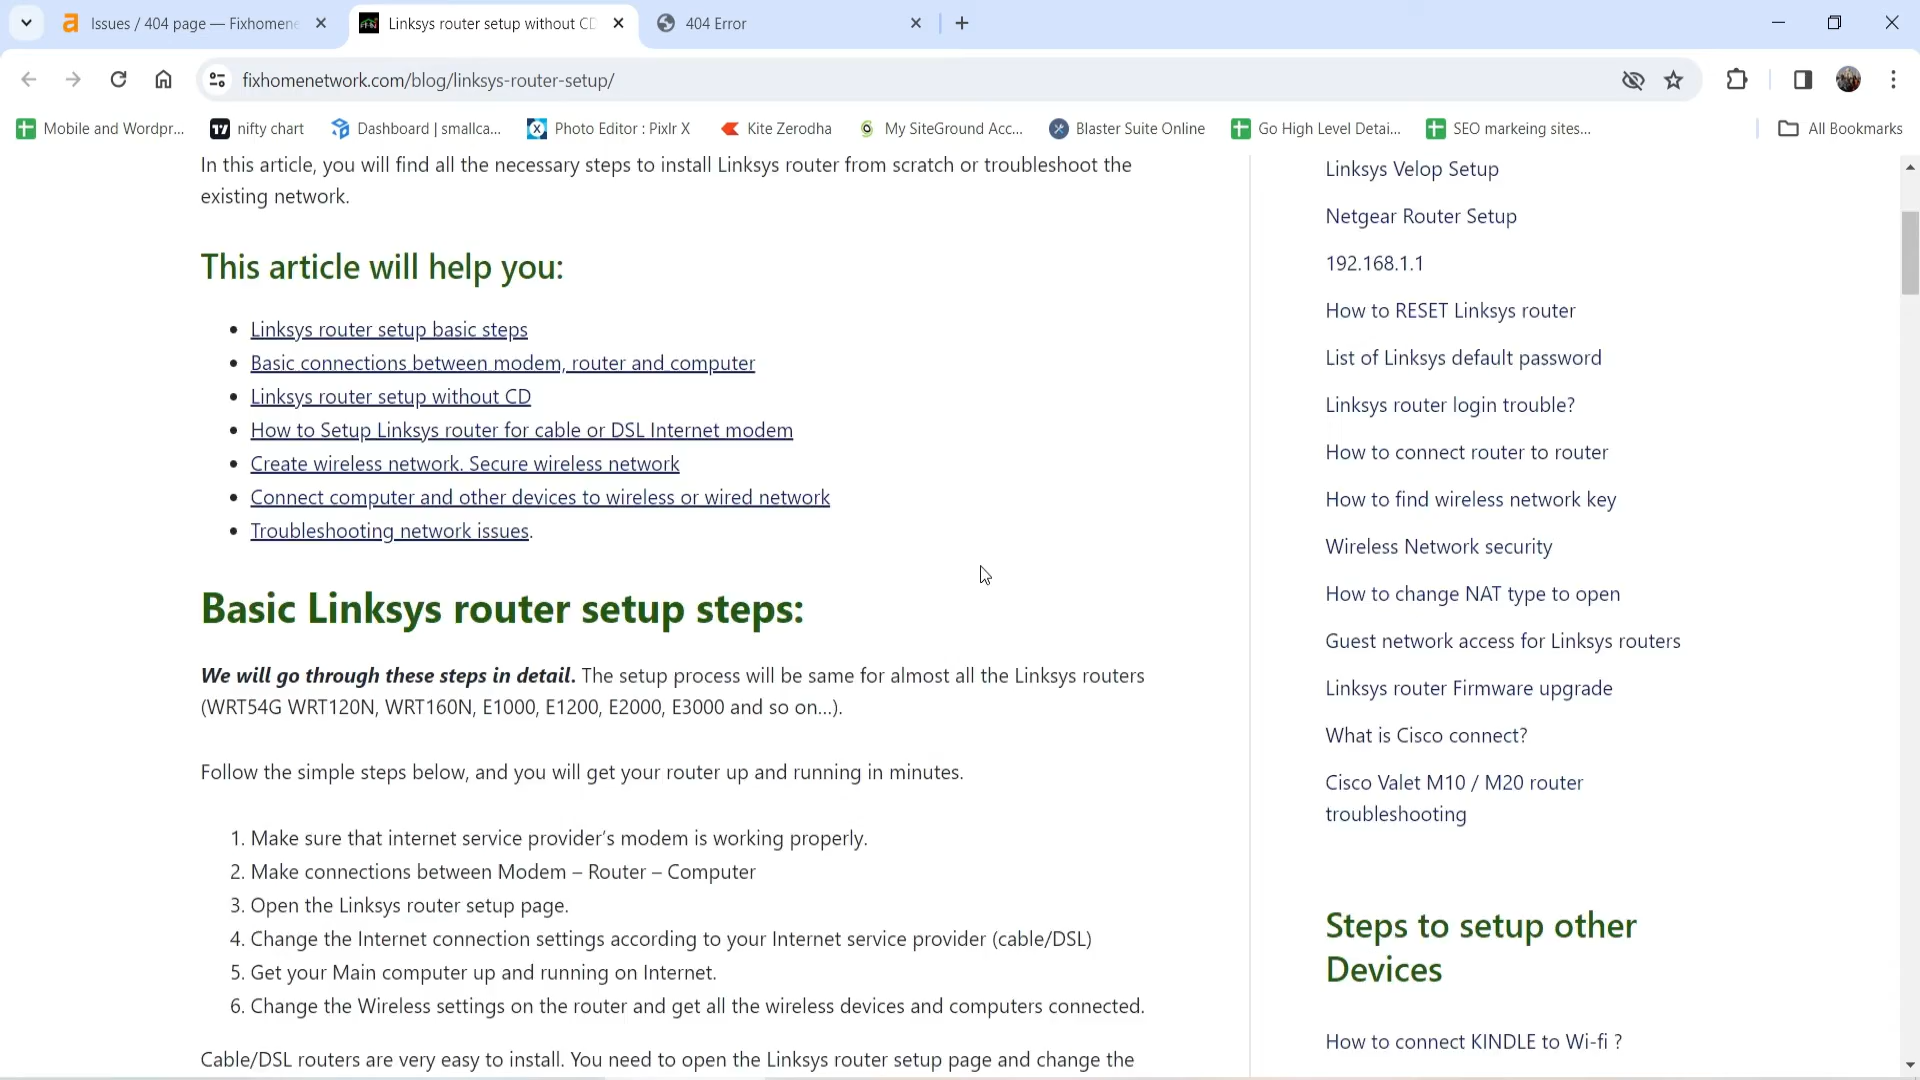 Issues / 404 page — Fixhomene
Linksys router setup without CD
404 Error
fixhomenetwork.com/blog/linksys-router-setup/
Mobile and Wordpr...
nifty chart
Dashboard | smallca...
Photo Editor : Pixlr X
Kite Zerodha
My SiteGround Acc...
Blaster Suite Online
Go High Level Detai...
SEO markeing sites...
All Bookmarks
In this article, you will find all the necessary steps to install Linksys router from scratch or troubleshoot the
existing network.
This article will help you:
• Linksys router setup basic steps
• Basic connections between modem, router and computer
• Linksys router setup without CD
• How to Setup Linksys router for cable or DSL Internet modem
• Create wireless network. Secure wireless network
• Connect computer and other devices to wireless or wired network
• Troubleshooting network issues.
Basic Linksys router setup steps:
We will go through these steps in detail. The setup process will be same for almost all the Linksys routers
(WRT54G WRT120N, WRT160N, E1000, E1200, E2000, E3000 and so on…).
Follow the simple steps below, and you will get your router up and running in minutes.
1. Make sure that internet service provider’s modem is working properly.
2. Make connections between Modem – Router – Computer
3. Open the Linksys router setup page.
4. Change the Internet connection settings according to your Internet service provider (cable/DSL)
5. Get your Main computer up and running on Internet.
6. Change the Wireless settings on the router and get all the wireless devices and computers connected.
Cable/DSL routers are very easy to install. You need to open the Linksys router setup page and change the
Linksys Velop Setup
Netgear Router Setup
192.168.1.1
How to RESET Linksys router
List of Linksys default password
Linksys router login trouble?
How to connect router to router
How to find wireless network key
Wireless Network security
How to change NAT type to open
Guest network access for Linksys routers
Linksys router Firmware upgrade
What is Cisco connect?
Cisco Valet M10 / M20 router
troubleshooting
Steps to setup other
Devices
How to connect KINDLE to Wi-fi ?